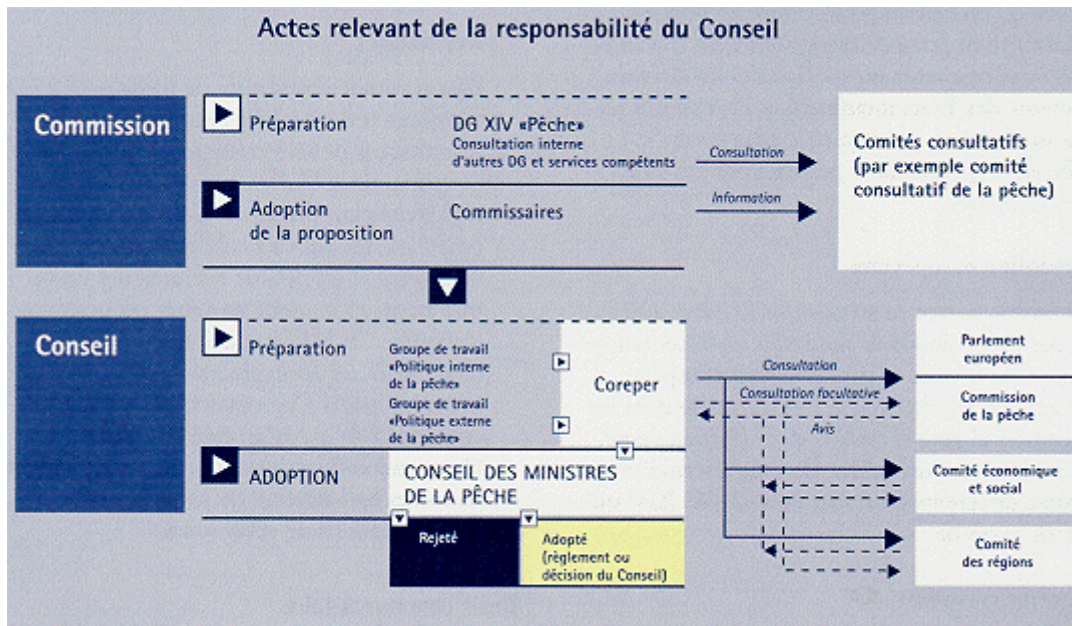 Actes relevant de la responsabilité du Conseil
Commission
Préparation
DG XIV «Pêche»
Consultation interne
d'autres DG et services compétents
Consultation
Comités consultatifs
(par exemple comité
consultatif de la pêche)
Adoption
de la proposition
Commissaires
Information
Conseil
Préparation
Groupe de travail
«Politique interne
de la pêche»
Groupe de travail
«Politique externe
de la pêche»
Coreper
Consultation
Consultation facultative
Avis
Parlement
européen
Commission
de la pêche
ADOPTION
CONSEIL DES MINISTRES
DE LA PÊCHE
Comité économique
et social
Rejeté
Adopté
(règlement ou
décision du Conseil)
Comité
des régions